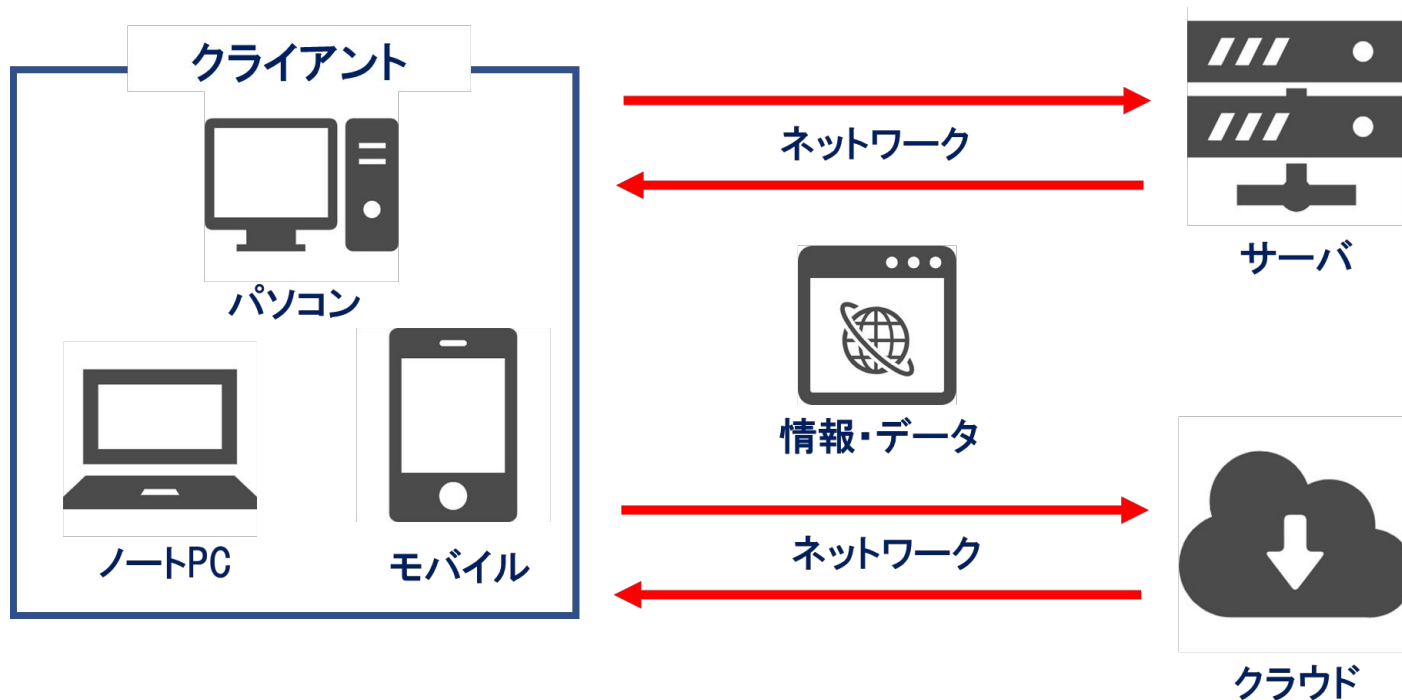 クライアント
ネットワーク
パソコン
サーバ
情報・データ
ノートPC
モバイル
ネットワーク
クラウド